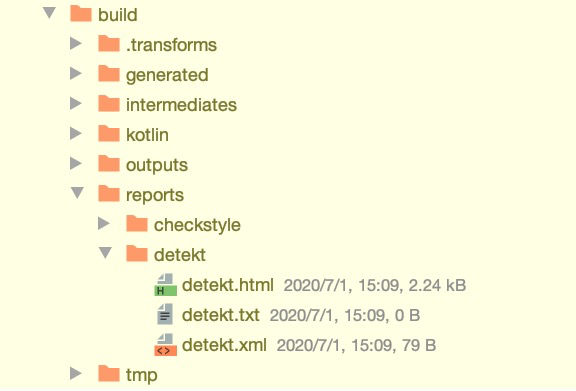 build
.transforms
generated
intermediates
kotlin
outputs
reports
checkstyle
detekt
detekt.html 2020/7/1, 15:09, 2.24 kB
detekt.txt 2020/7/1, 15:09, 0 B
detekt.xml 2020/7/1, 15:09, 79 B
tmp